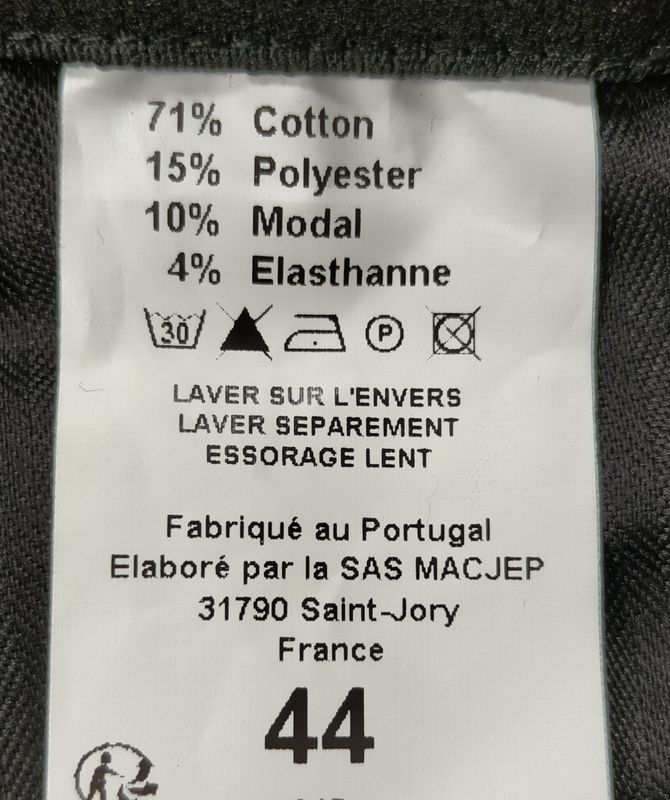 71% Cotton
15% Polyester
10% Modal
4% Elasthanne
30 P
LAVER SUR L'ENVERS
LAVER SEPAREMENT
ESSORAGE LENT
Fabriqué au Portugal
Elaboré par la SAS MACJEP
31790 Saint-Jory
France
44